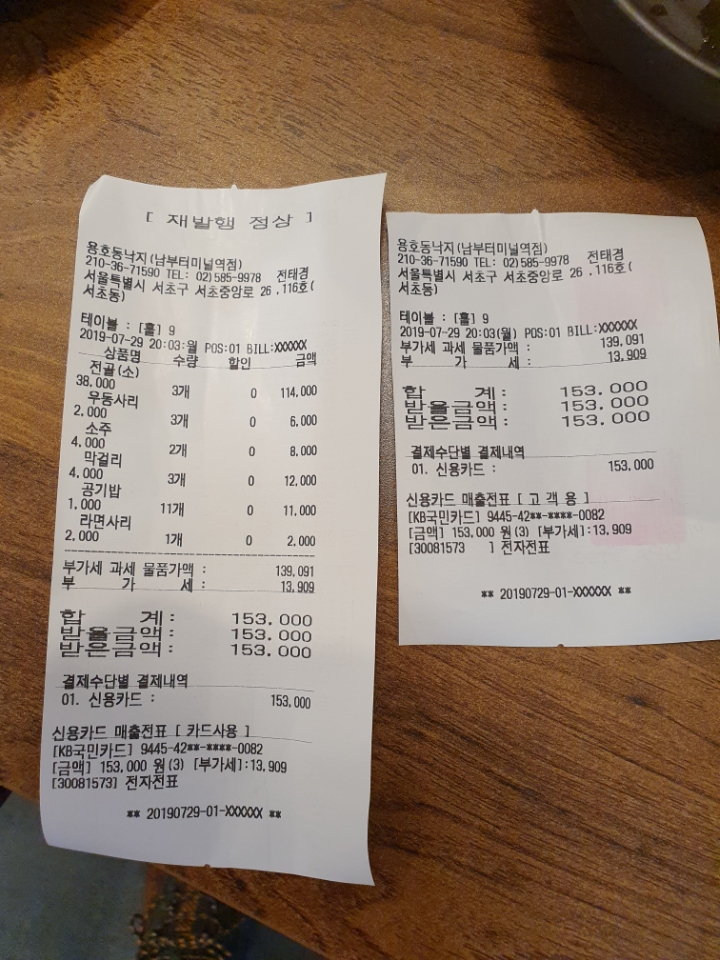 [ 재발행 정상 ]
용호동낙지(남부터미널역점)
210-36-71590 TEL: 02)585-9978 전태경
서울특별시 서초구 서초중앙로 26 .116호(
서초동)
테이블 : [홀] 9
2019-07-29 20:03:월 POS:01 BILL:XXXXXX
상품명 수량 할인 금액
전골(소)
38.000 3개 0 114,000
우동사리
2.000 3개 0 6,000
소주
4.000 2개 0 8,000
막걸리
4.000 3개 0 12,000
공기밥
1.000 11개 0 11,000
라면사리
2.000 1개 0 2,000
부가세 과세 물품가액 : 139,091
부 가 세 : 13.909
합 계 : 153.000
받을금액 : 153.000
받은금액 : 153.000
결제수단별 결제내역
01. 신용카드 : 153,000
신용카드 매출전표 [ 카드사용 ]
[KB국민카드] 9445-42**-****-0082
[금액] 153,000 원(3) [부가세]:13,909
[30081573] 전자전표
** 20190729-01-XXXXXX **
용호동낙지(남부터미널역점)
210-36-71590 TEL: 02)585-9978 전태경
서울특별시 서초구 서초중앙로 26 .116호(
서초동)
테이블 : [홀] 9
2019-07-29 20:03(월) POS:01 BILL:XXXXXX
부가세 과세 물품가액 : 139,091
부 가 세 : 13.909
합 계 : 153.000
받을금액 : 153.000
받은금액 : 153.000
결제수단별 결제내역
01. 신용카드 : 153,000
신용카드 매출전표 [ 고 객 용 ]
[KB국민카드] 9445-42**-****-0082
[금액] 153,000 원(3) [부가세]:13,909
[30081573 ] 전자전표
** 20190729-01-XXXXXX **